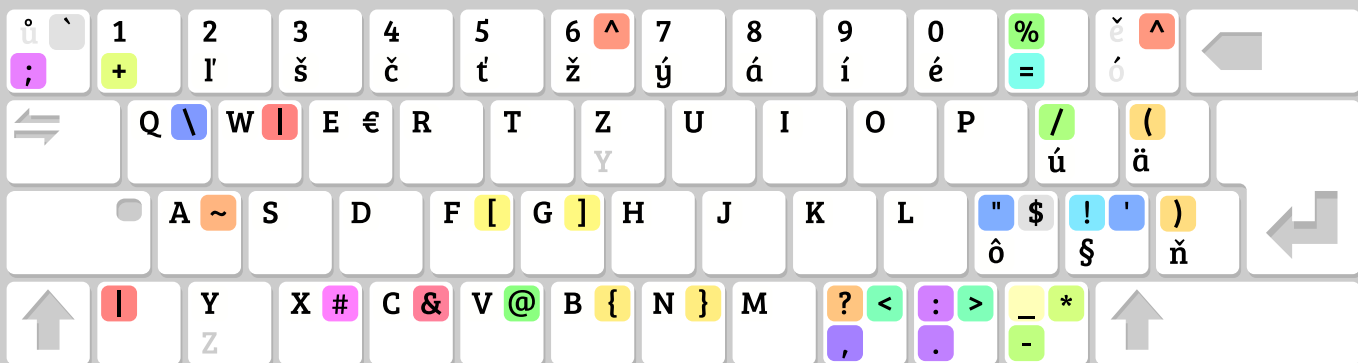 ů ` 1 2 3 4 5 6 ^ 7 8 9 0 % ě ^
; + ľ š č ť ž ý á í é = ó
Q \ W | E € R T Z U I O P / (
Y ú ä
A ~ S D F [ G ] H J K L " $ ! ' )
ô § ň
| Y X # C & V @ B { N } M ? < : > _ *
Z , . -